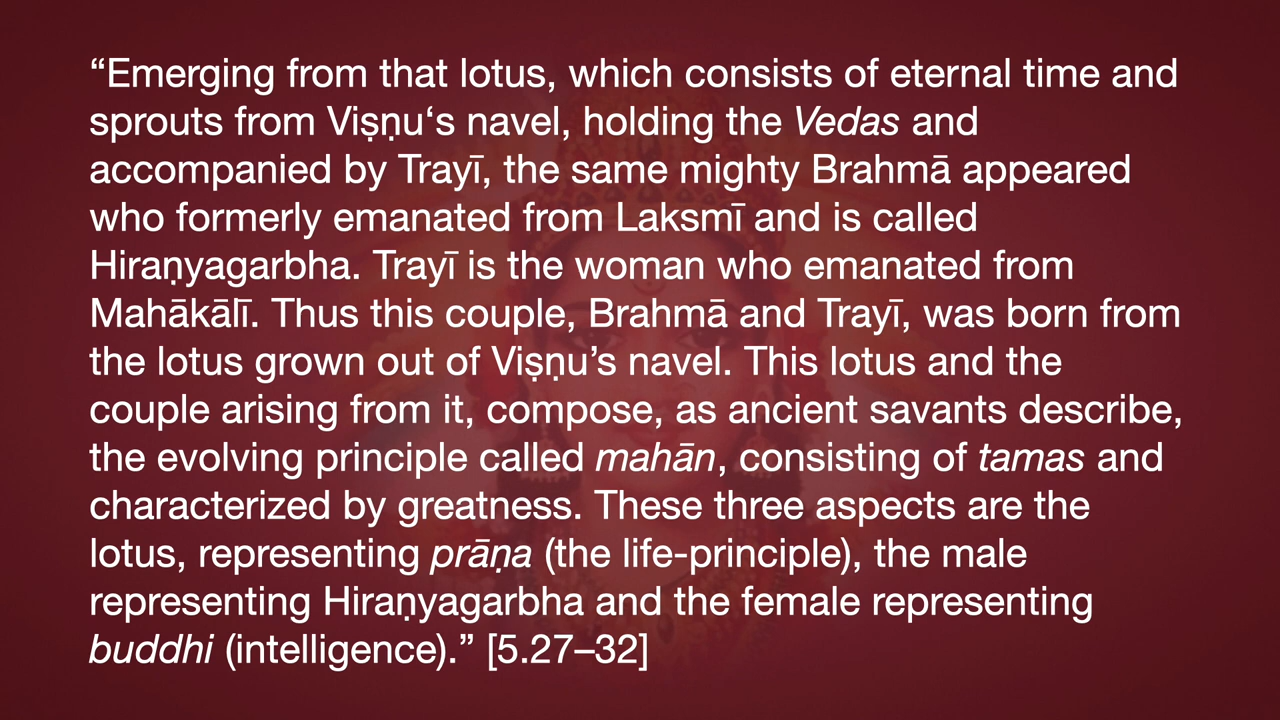 “Emerging from that lotus, which consists of eternal time and
sprouts from Viṣṇu‘s navel, holding the Vedas and
accompanied by Trayī, the same mighty Brahmā appeared
who formerly emanated from Laksmī and is called
Hiraṇyagarbha. Trayī is the woman who emanated from
Mahākālī. Thus this couple, Brahmā and Trayī, was born from
the lotus grown out of Viṣṇu’s navel. This lotus and the
couple arising from it, compose, as ancient savants describe,
the evolving principle called mahān, consisting of tamas and
characterized by greatness. These three aspects are the
lotus, representing prāṇa (the life-principle), the male
representing Hiraṇyagarbha and the female representing
buddhi (intelligence).” [5.27–32]